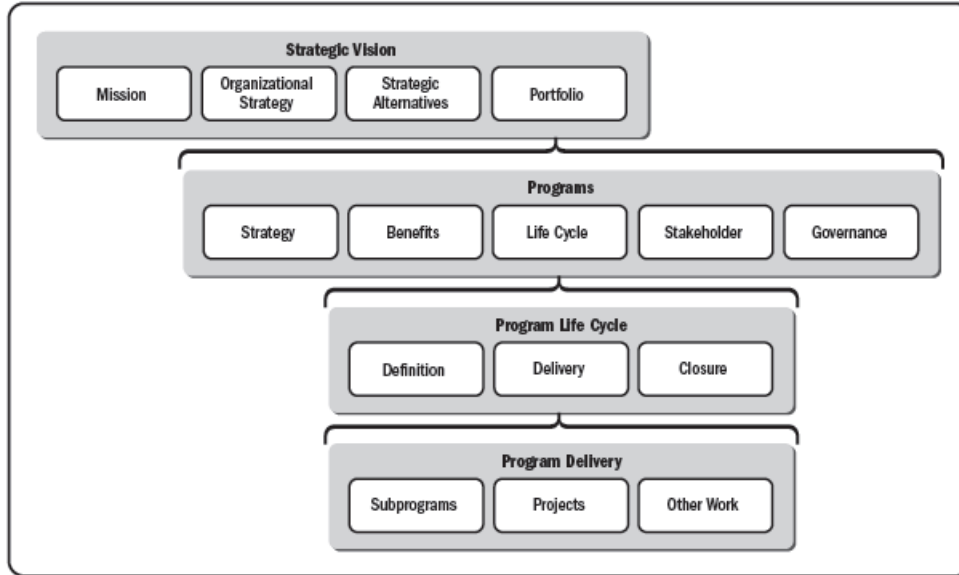 Strategic Vision
Mission
Organizational
Strategy
Strategic
Alternatives
Portfolio
Programs
Strategy
Benefits
Life Cycle
Stakeholder
Governance
Program Life Cycle
Definition
Delivery
Closure
Program Delivery
Subprograms
Projects
Other Work